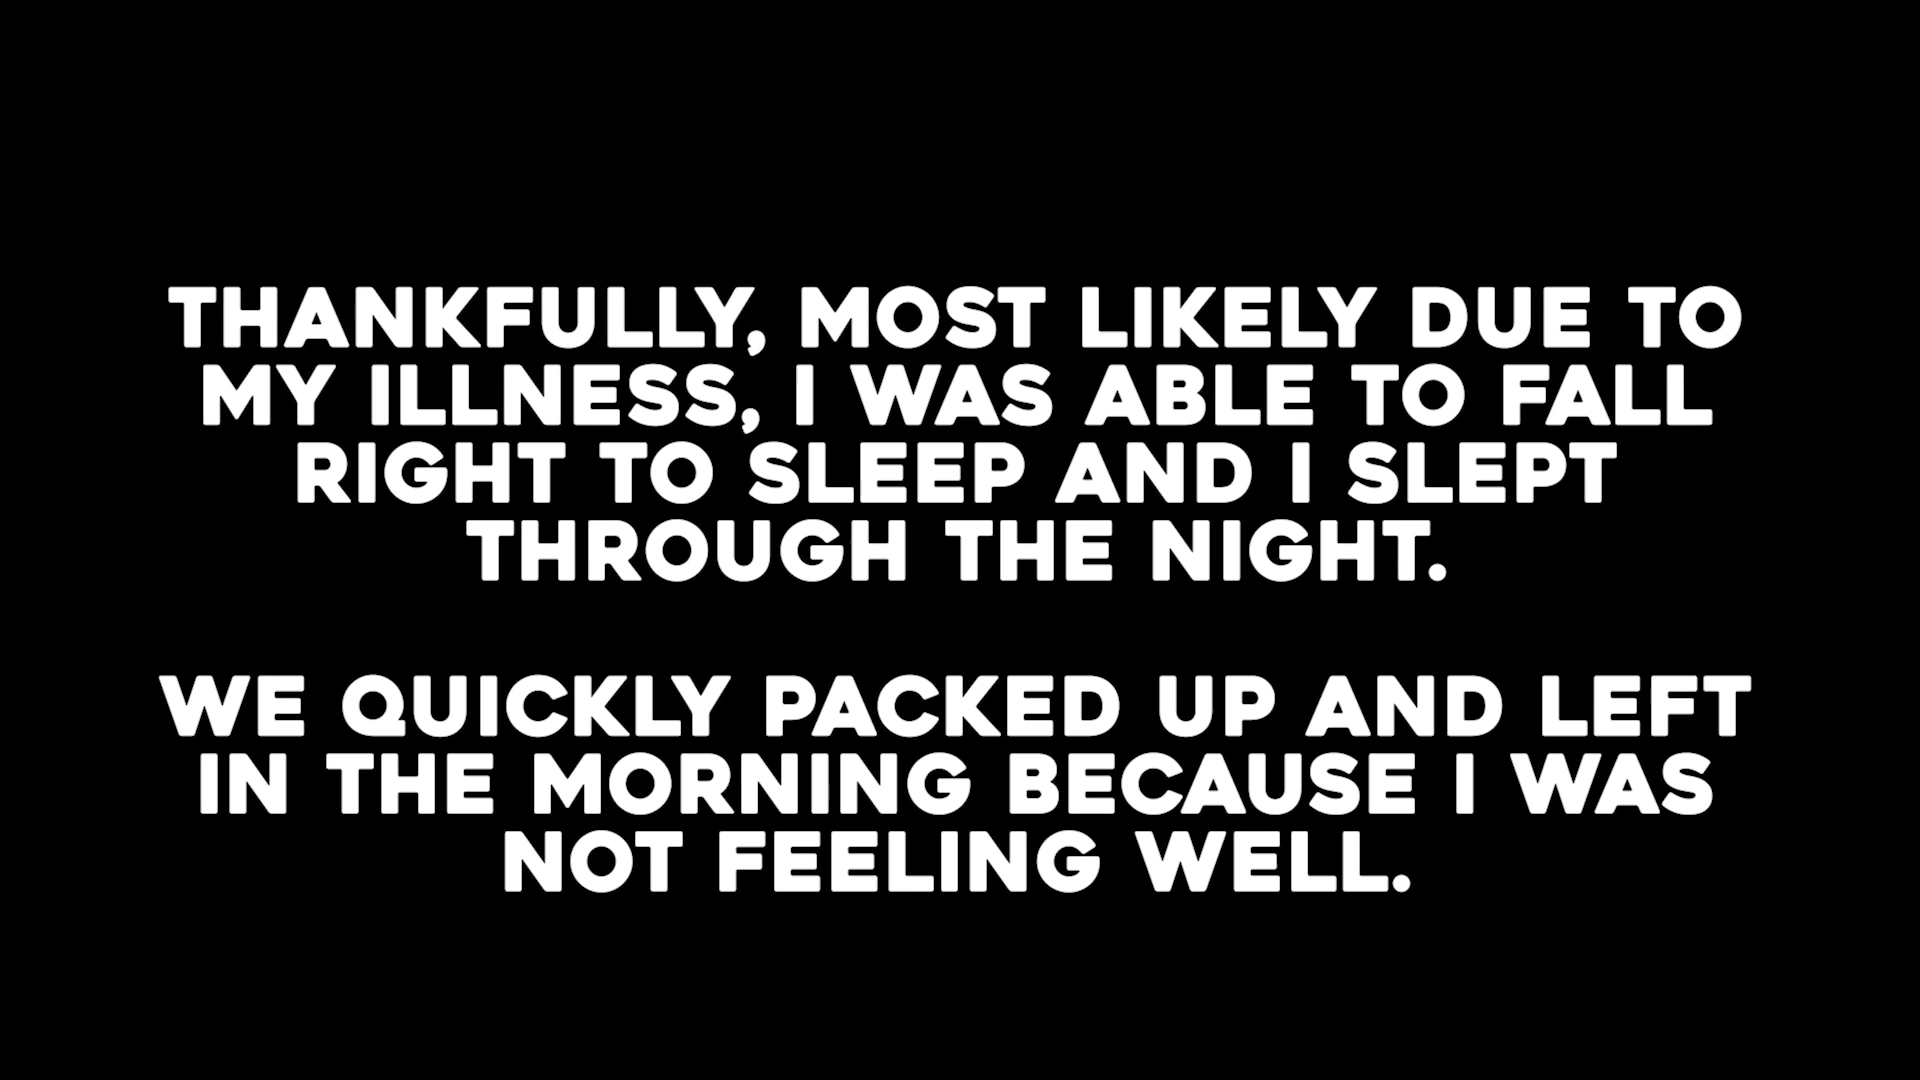 THANKFULLY, MOST LIKELY DUE TO
MY ILLNESS, I WAS ABLE TO FALL
RIGHT TO SLEEP AND I SLEPT
THROUGH THE NIGHT.
WE QUICKLY PACKED UP AND LEFT
IN THE MORNING BECAUSE I WAS
NOT FEELING WELL.